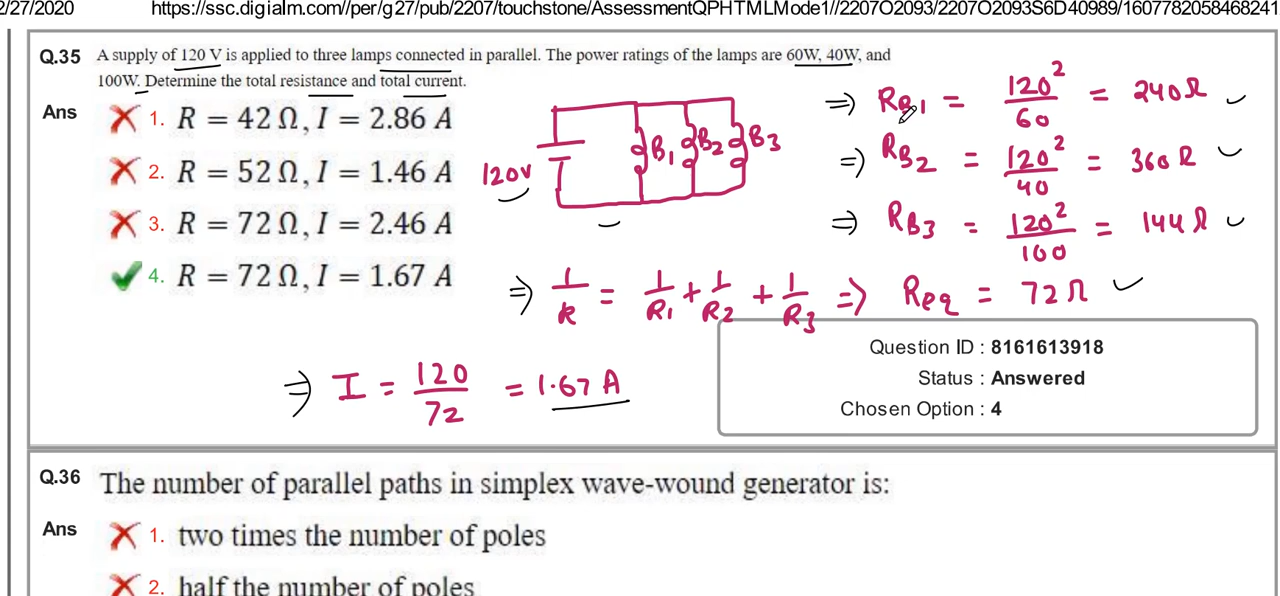 2/27/2020 https://ssc.digialm.com//per/g27/pub/2207/touchstone/AssessmentQPHTMLMode1//2207O2093/2207O2093S6D40989/1607782058468241
Q.35 A supply of 120 V is applied to three lamps connected in parallel. The power ratings of the lamps are 60W, 40W, and
100W. Determine the total resistance and total current.
Ans 1. R = 42 Ω, I = 2.86 A
2. R = 52 Ω, I = 1.46 A
3. R = 72 Ω, I = 2.46 A
4. R = 72 Ω, I = 1.67 A
120V B1 B2 B3
⇒ RB1 = 120²/60 = 240Ω
⇒ RB2 = 120²/40 = 360Ω
⇒ RB3 = 120²/100 = 144Ω
⇒ 1/R = 1/R1 + 1/R2 + 1/R3 ⇒ Req = 72Ω
⇒ I = 120/72 = 1.67 A
Question ID : 8161613918
Status : Answered
Chosen Option : 4
Q.36 The number of parallel paths in simplex wave-wound generator is:
Ans 1. two times the number of poles
2. half the number of poles